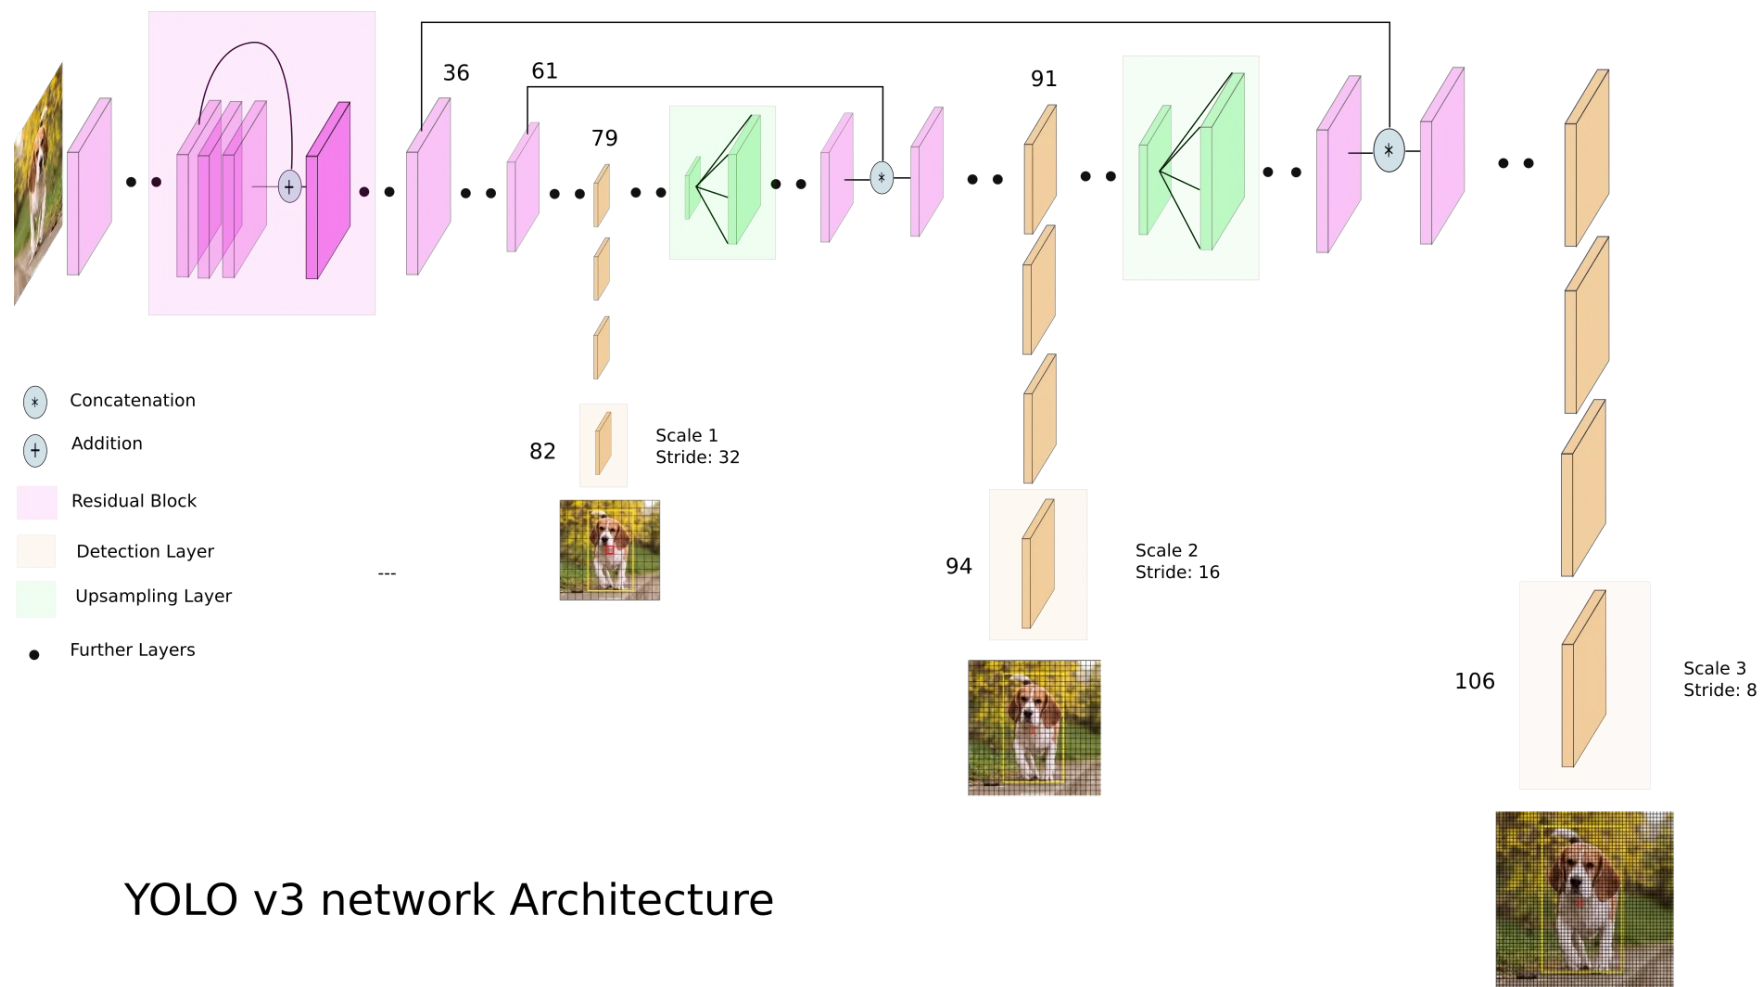 36
61
79
91
Concatenation
Addition
Residual Block
Detection Layer
Upsampling Layer
Further Layers
---
82
Scale 1
Stride: 32
94
Scale 2
Stride: 16
106
Scale 3
Stride: 8
YOLO v3 network Architecture